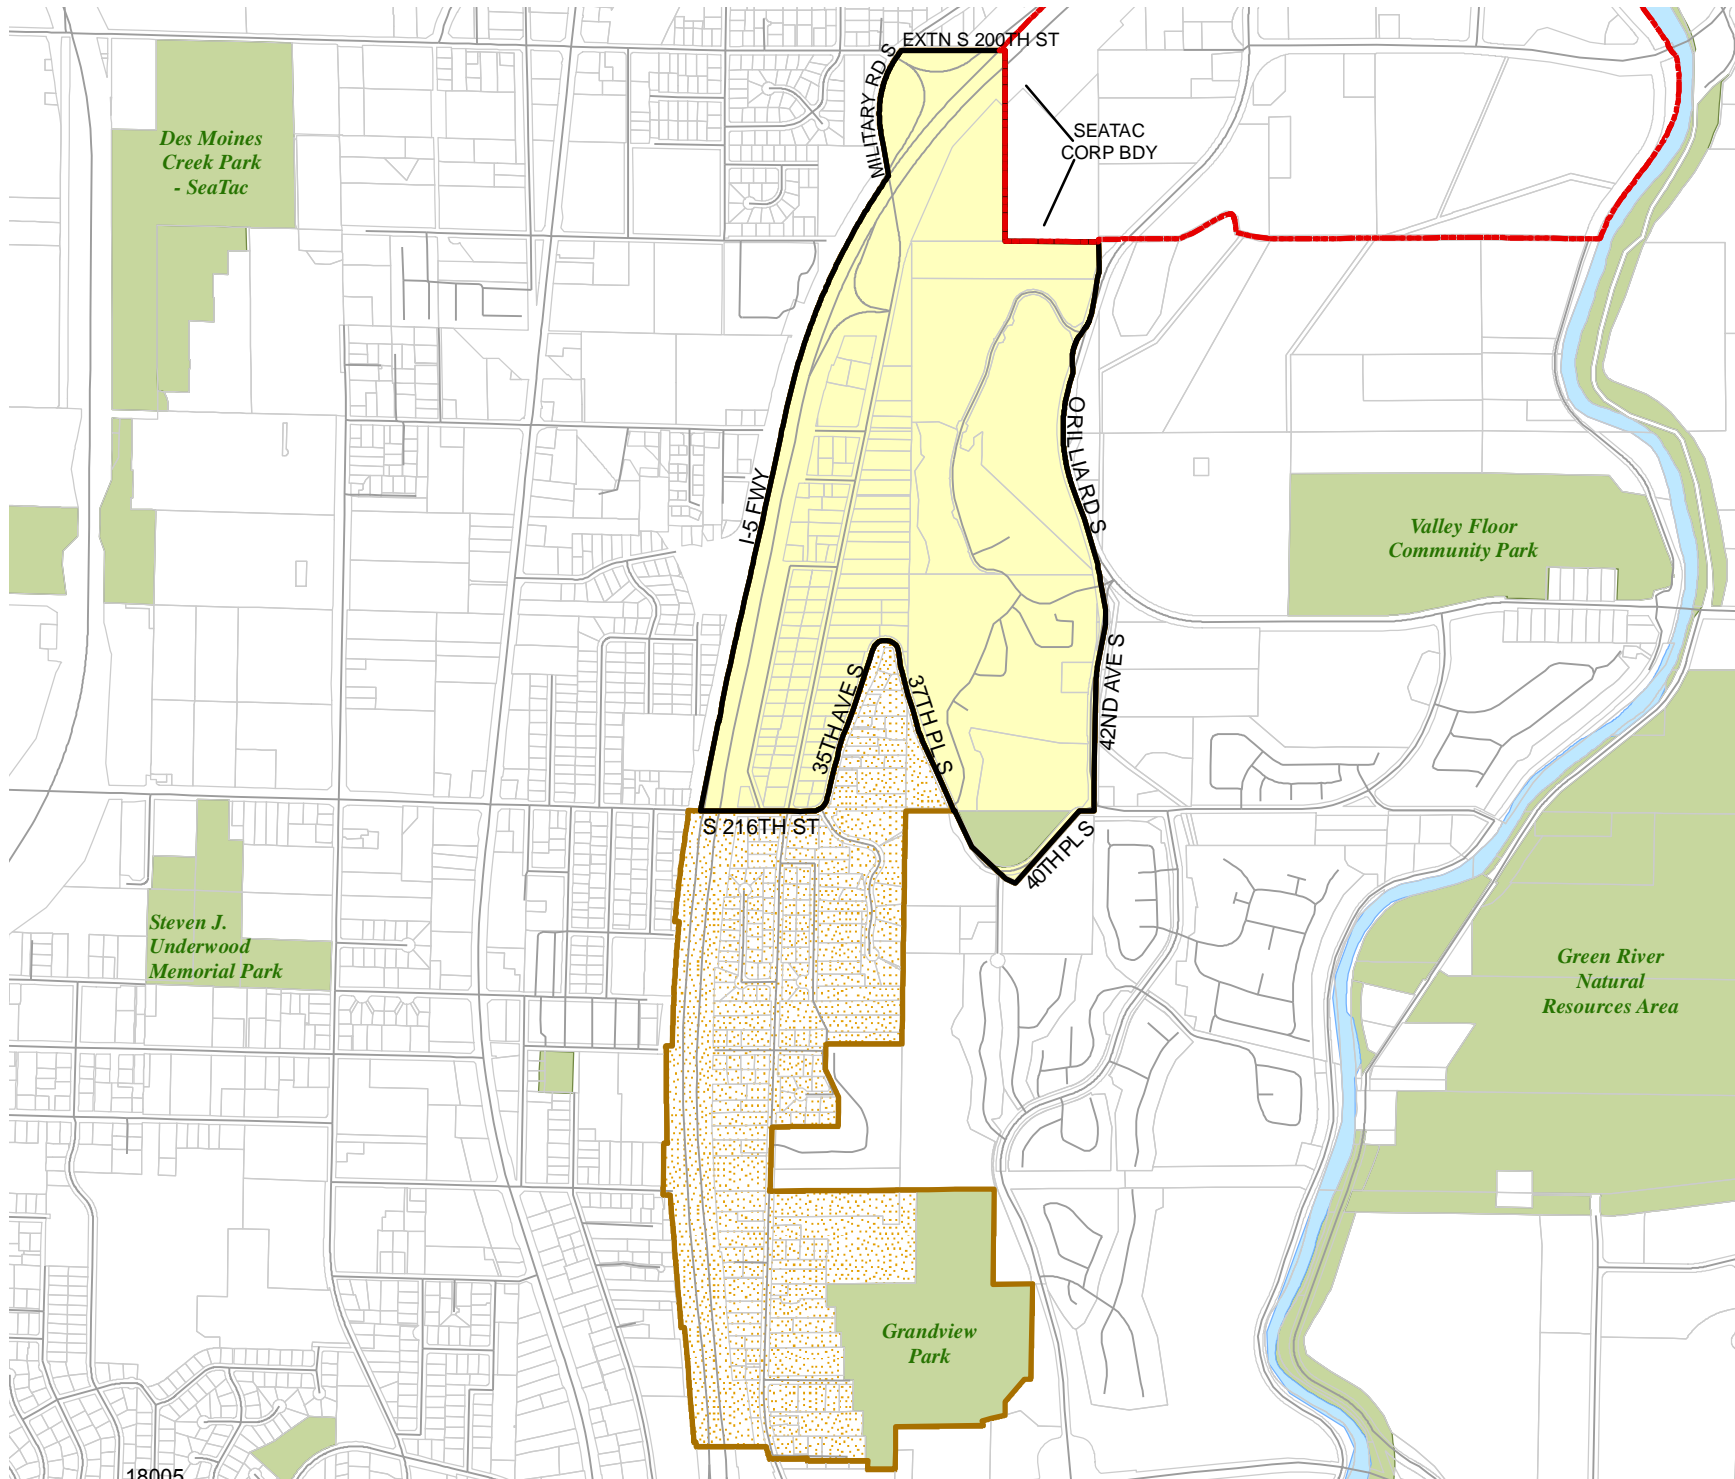 EXTN S 200TH ST
MILITARY RD S
SEATAC
CORP BDY
Des Moines
Creek Park
- SeaTac
I-5 FWY
ORILLIA RD S
Valley Floor
Community Park
35TH AVE S
37TH PL S
42ND AVE S
S 216TH ST
40TH PL S
Steven J.
Underwood
Memorial Park
Green River
Natural
Resources Area
Grandview
Park
18005